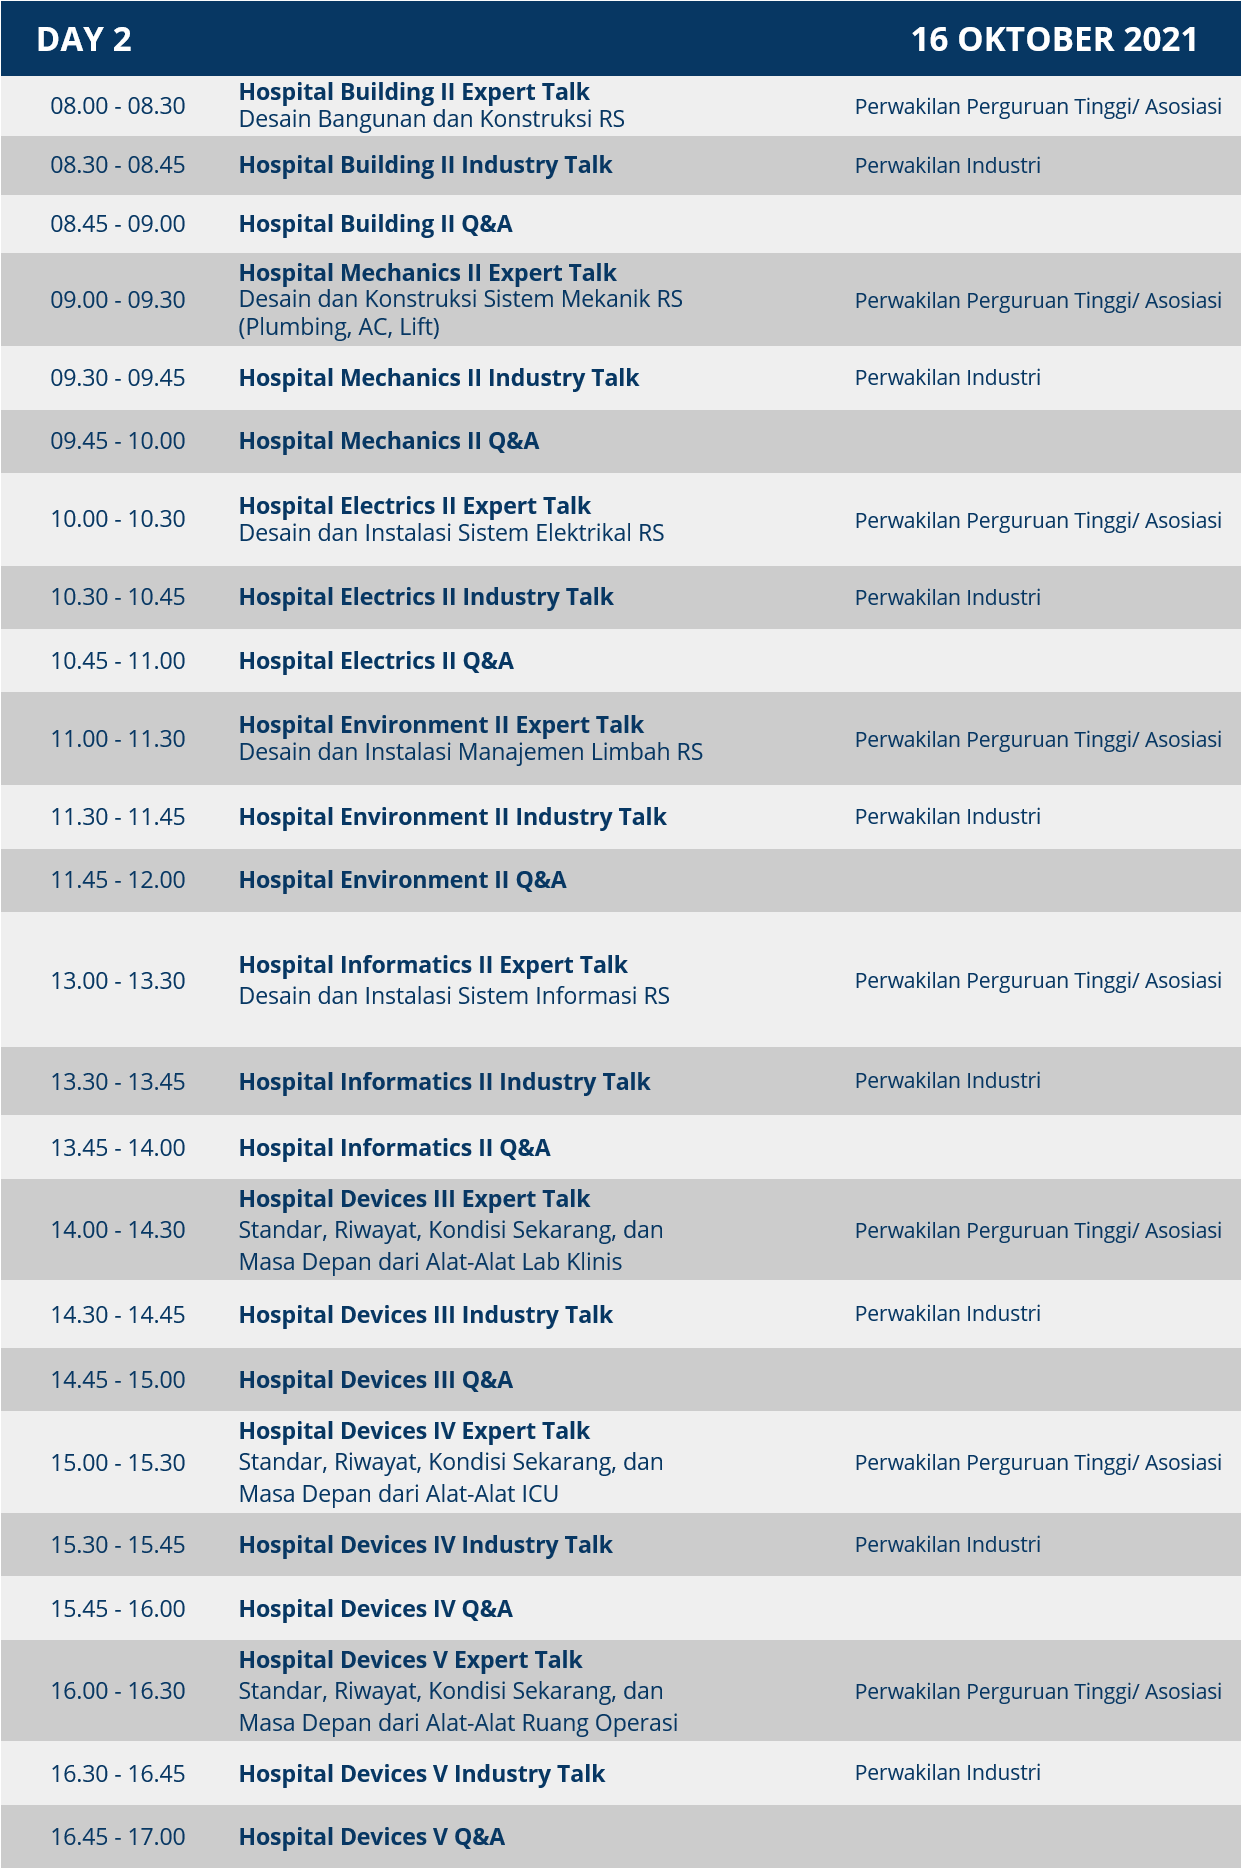 DAY 2 16 OKTOBER 2021
08.00 - 08.30 Hospital Building II Expert Talk Perwakilan Perguruan Tinggi/ Asosiasi
Desain Bangunan dan Konstruksi RS
08.30 - 08.45 Hospital Building II Industry Talk Perwakilan Industri
08.45 - 09.00 Hospital Building II Q&A
09.00 - 09.30 Hospital Mechanics II Expert Talk Perwakilan Perguruan Tinggi/ Asosiasi
Desain dan Konstruksi Sistem Mekanik RS
(Plumbing, AC, Lift)
09.30 - 09.45 Hospital Mechanics II Industry Talk Perwakilan Industri
09.45 - 10.00 Hospital Mechanics II Q&A
10.00 - 10.30 Hospital Electrics II Expert Talk Perwakilan Perguruan Tinggi/ Asosiasi
Desain dan Instalasi Sistem Elektrikal RS
10.30 - 10.45 Hospital Electrics II Industry Talk Perwakilan Industri
10.45 - 11.00 Hospital Electrics II Q&A
11.00 - 11.30 Hospital Environment II Expert Talk Perwakilan Perguruan Tinggi/ Asosiasi
Desain dan Instalasi Manajemen Limbah RS
11.30 - 11.45 Hospital Environment II Industry Talk Perwakilan Industri
11.45 - 12.00 Hospital Environment II Q&A
13.00 - 13.30 Hospital Informatics II Expert Talk Perwakilan Perguruan Tinggi/ Asosiasi
Desain dan Instalasi Sistem Informasi RS
13.30 - 13.45 Hospital Informatics II Industry Talk Perwakilan Industri
13.45 - 14.00 Hospital Informatics II Q&A
14.00 - 14.30 Hospital Devices III Expert Talk Perwakilan Perguruan Tinggi/ Asosiasi
Standar, Riwayat, Kondisi Sekarang, dan
Masa Depan dari Alat-Alat Lab Klinis
14.30 - 14.45 Hospital Devices III Industry Talk Perwakilan Industri
14.45 - 15.00 Hospital Devices III Q&A
15.00 - 15.30 Hospital Devices IV Expert Talk Perwakilan Perguruan Tinggi/ Asosiasi
Standar, Riwayat, Kondisi Sekarang, dan
Masa Depan dari Alat-Alat ICU
15.30 - 15.45 Hospital Devices IV Industry Talk Perwakilan Industri
15.45 - 16.00 Hospital Devices IV Q&A
16.00 - 16.30 Hospital Devices V Expert Talk Perwakilan Perguruan Tinggi/ Asosiasi
Standar, Riwayat, Kondisi Sekarang, dan
Masa Depan dari Alat-Alat Ruang Operasi
16.30 - 16.45 Hospital Devices V Industry Talk Perwakilan Industri
16.45 - 17.00 Hospital Devices V Q&A